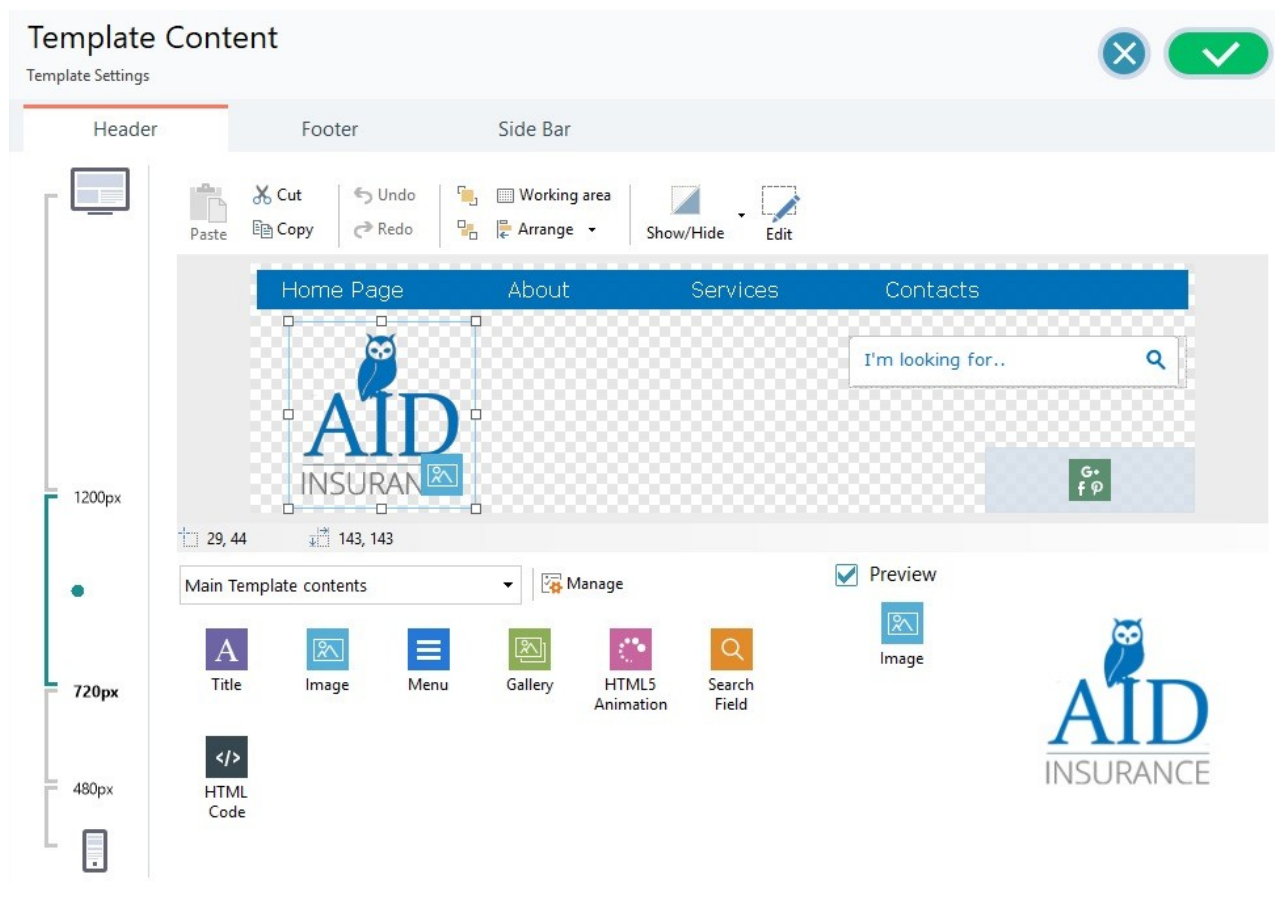 Template Content
Template Settings
Header
Footer
Side Bar
Paste
Cut
Copy
Undo
Redo
Working area
Arrange
Show/Hide
Edit
Home Page
About
Services
Contacts
I'm looking for..
AID
INSURAN
G+
f
1200px
720px
480px
29, 44
143, 143
Main Template contents
Manage
Preview
A
Title
Image
Menu
Gallery
HTML5
Animation
Search
Field
</>
HTML
Code
Image
AID
INSURANCE